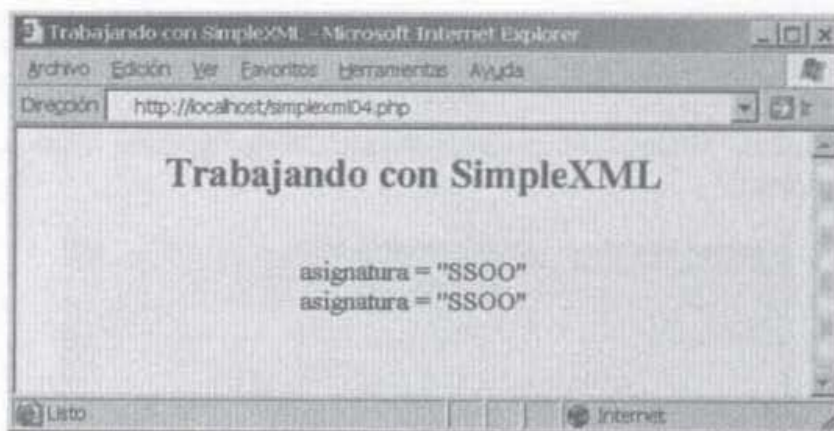 Trabajando con SimpleXML - Microsoft Internet Explorer
Archivo Edición Ver Favoritos Herramientas Ayuda
Dirección http://localhost/simplexml04.php Ir
Trabajando con SimpleXML
asignatura = "SSOO"
asignatura = "SSOO"
Listo Internet